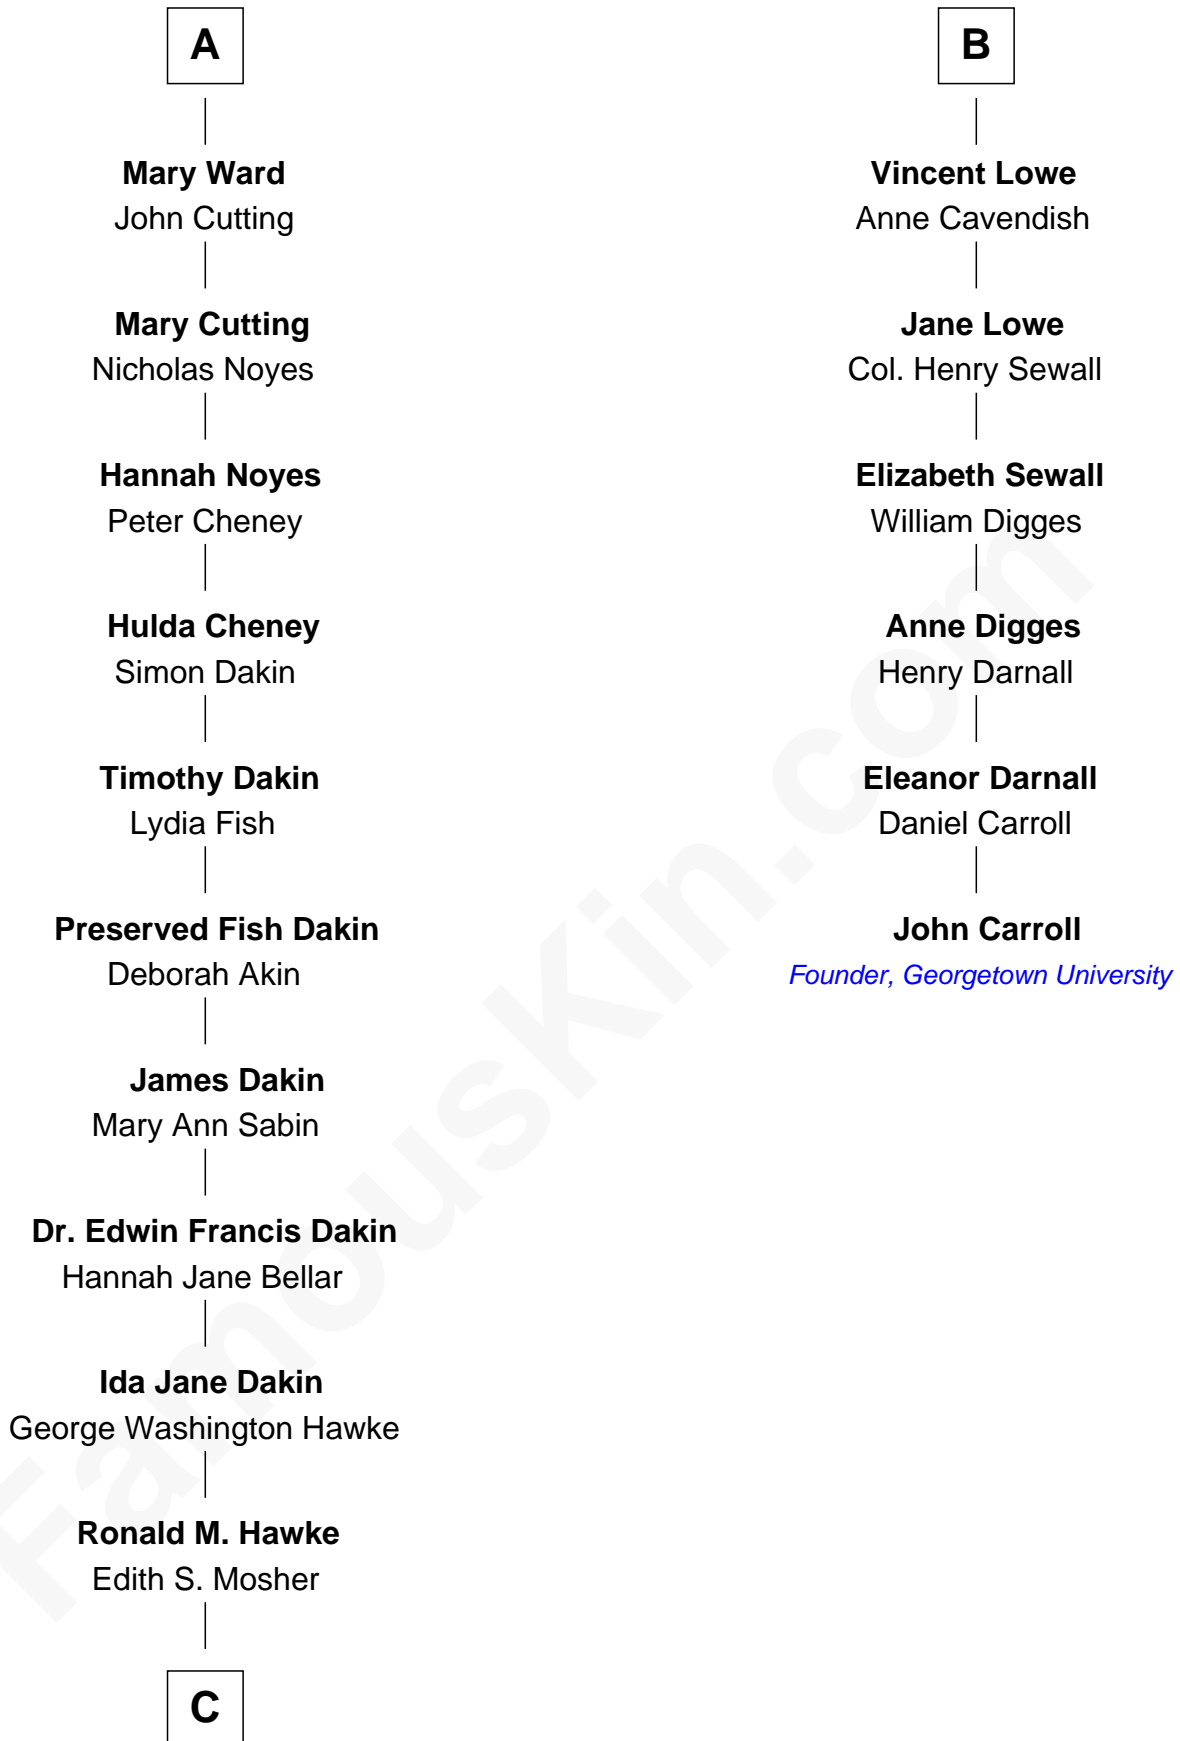 A
Mary Ward
John Cutting
Mary Cutting
Nicholas Noyes
Hannah Noyes
Peter Cheney
Hulda Cheney
Simon Dakin
Timothy Dakin
Lydia Fish
Preserved Fish Dakin
Deborah Akin
James Dakin
Mary Ann Sabin
Dr. Edwin Francis Dakin
Hannah Jane Bellar
Ida Jane Dakin
George Washington Hawke
Ronald M. Hawke
Edith S. Mosher
C
B
Vincent Lowe
Anne Cavendish
Jane Lowe
Col. Henry Sewall
Elizabeth Sewall
William Digges
Anne Digges
Henry Darnall
Eleanor Darnall
Daniel Carroll
John Carroll
Founder, Georgetown University
FamousKin.com